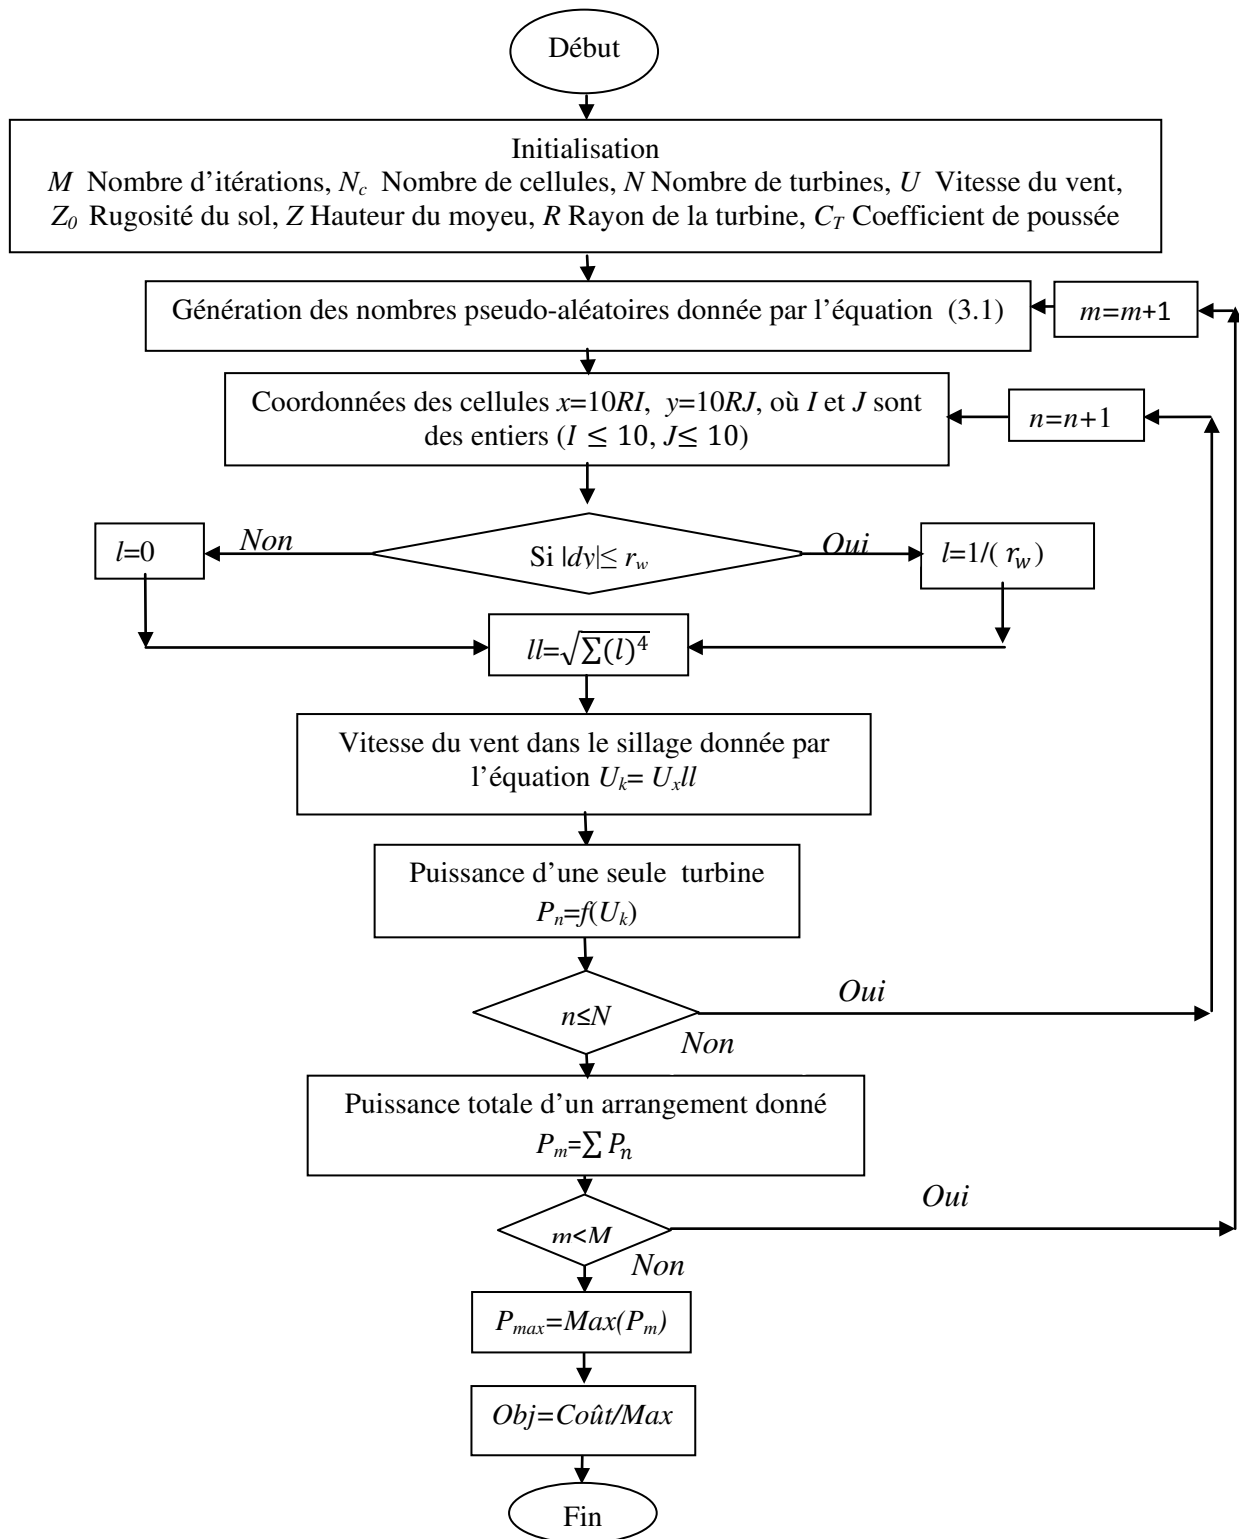 Début
Initialisation
M Nombre d'itérations, N_c Nombre de cellules, N Nombre de turbines, U Vitesse du vent,
Z_0 Rugosité du sol, Z Hauteur du moyeu, R Rayon de la turbine, C_T Coefficient de poussée
Génération des nombres pseudo-aléatoires donnée par l’équation (3.1)
m=m+1
Coordonnées des cellules x=10RI, y=10RJ, où I et J sont
des entiers (I ≤ 10, J≤ 10)
n=n+1
l=0
Non
Si |dy|≤ r_w
Oui
l=1/( r_w )
ll=√∑(l)^4
Vitesse du vent dans le sillage donnée par
l’équation U_k= U_xll
Puissance d’une seule turbine
P_n=f(U_k)
n≤N
Oui
Non
Puissance totale d’un arrangement donné
P_m=∑ P_n
m<M
Oui
Non
P_max=Max(P_m)
Obj=Coût/Max
Fin